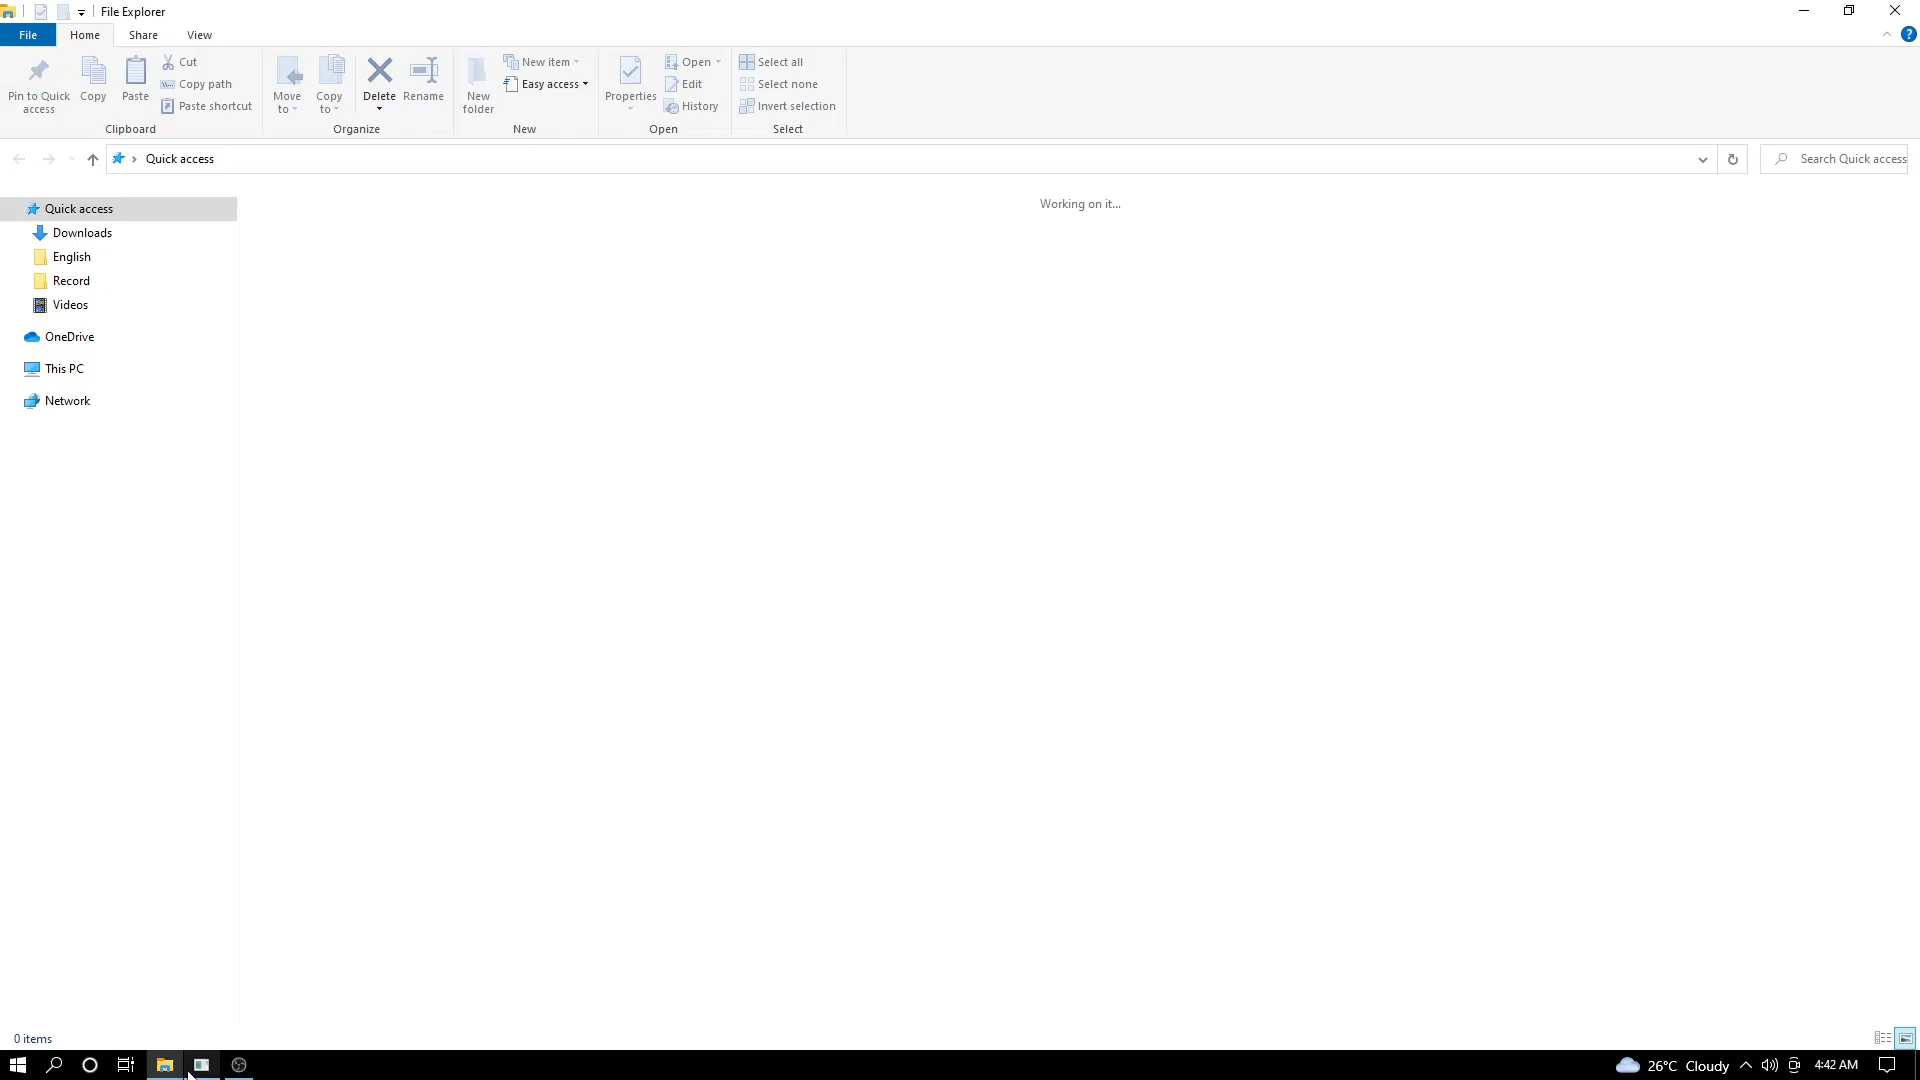 File Explorer
File
Home
Share
View
Pin to Quick
access
Copy
Paste
Cut
Copy path
Paste shortcut
Clipboard
Move
to
Copy
to
Delete
Rename
Organize
New
folder
New item
Easy access
New
Properties
Open
Edit
History
Open
Select all
Select none
Invert selection
Select
Quick access
Search Quick access
Quick access
Downloads
English
Record
Videos
OneDrive
This PC
Network
Working on it...
0 items
26°C Cloudy
4:42 AM